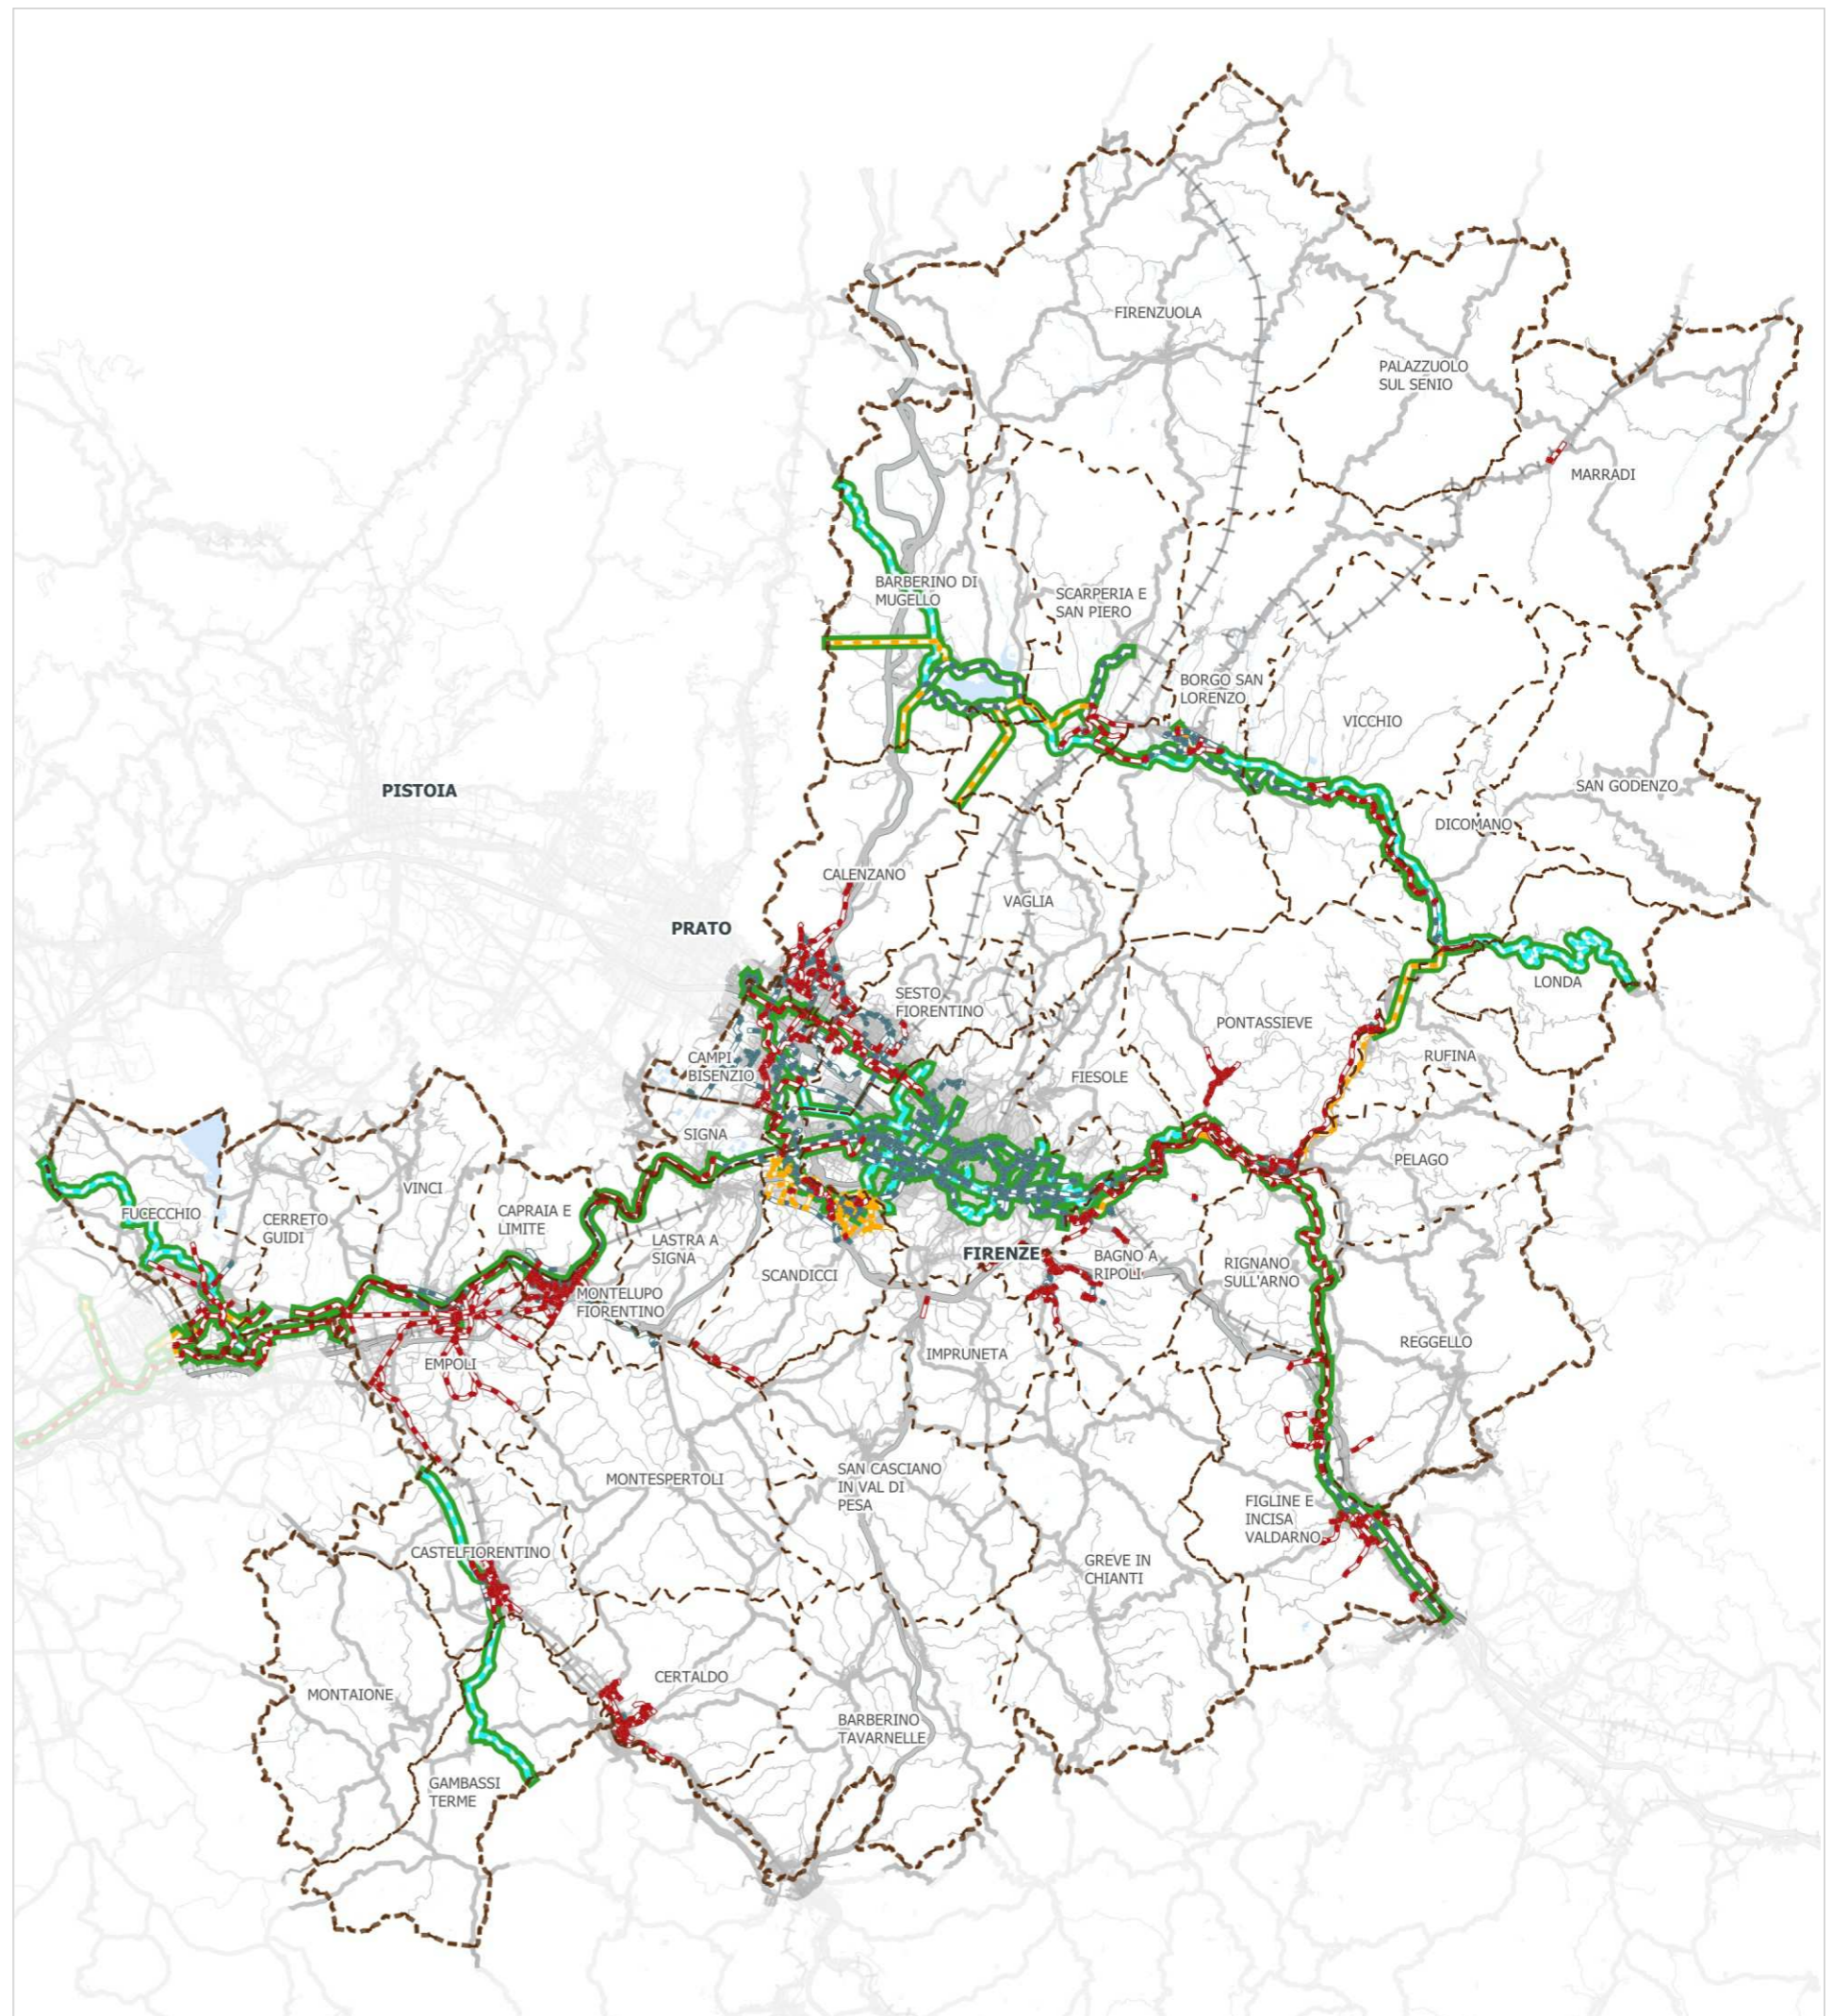 FIRENZUOLA
PALAZZUOLO
SUL SENIO
MARRADI
BARBERINO DI
MUGELLO
SCARPERIA E
SAN PIERO
BORGO SAN
LORENZO
VICCHIO
SAN GODENZO
PISTOIA
DICOMANO
CALENZANO
VAGLIA
PRATO
LONDA
SESTO
FIORENTINO
PONTASSIEVE
CAMPI
BISENZIO
RUFINA
FIESOLE
SIGNA
PELAGO
VINCI
FUCECCHIO
CERRETO
GUIDI
CAPRAIA E
LIMITE
LASTRA A
SIGNA
FIRENZE
BAGNO A
RIPOLI
RIGNANO
SULL'ARNO
SCANDICCI
MONTELUPO
FIORENTINO
REGGELLO
IMPRUNETA
EMPOLI
MONTESPERTOLI
SAN CASCIANO
IN VAL DI
PESA
FIGLINE E
INCISA
VALDARNO
CASTELFIORENTINO
GREVE IN
CHIANTI
CERTALDO
MONTAIONE
BARBERINO
TAVARNELLE
GAMBASSI
TERME